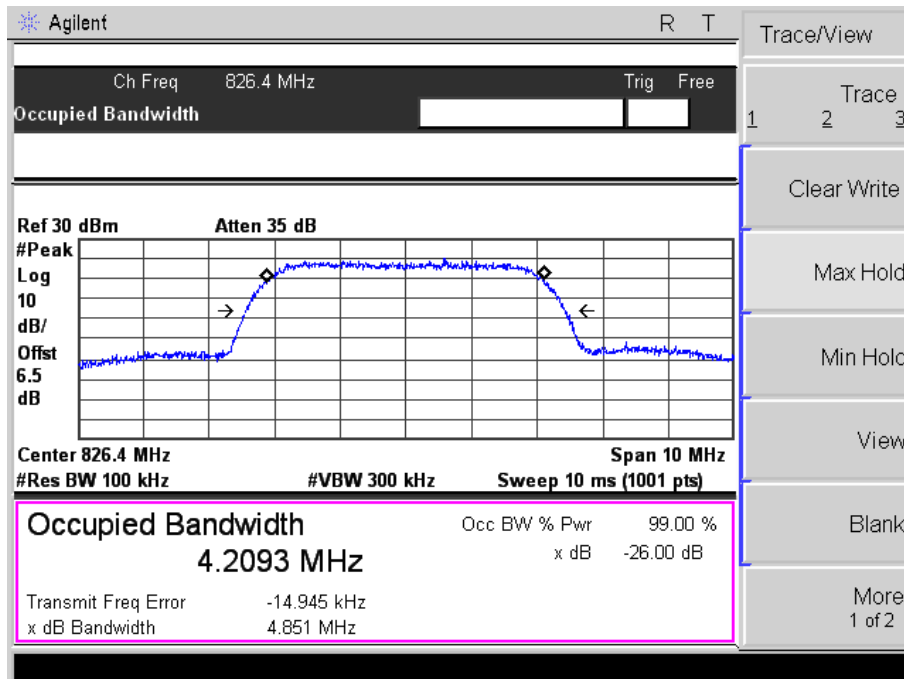 Agilent R T
Trace/View
Ch Freq 826.4 MHz Trig Free
Occupied Bandwidth
Trace
1 2 3
Clear Write
Ref 30 dBm Atten 35 dB
#Peak
Log
10
dB/
Offst
6.5
dB
Max Hold
Min Hold
View
Center 826.4 MHz Span 10 MHz
#Res BW 100 kHz #VBW 300 kHz Sweep 10 ms (1001 pts)
Occupied Bandwidth
4.2093 MHz
Occ BW % Pwr 99.00 %
x dB -26.00 dB
Transmit Freq Error -14.945 kHz
x dB Bandwidth 4.851 MHz
Blank
More
1 of 2